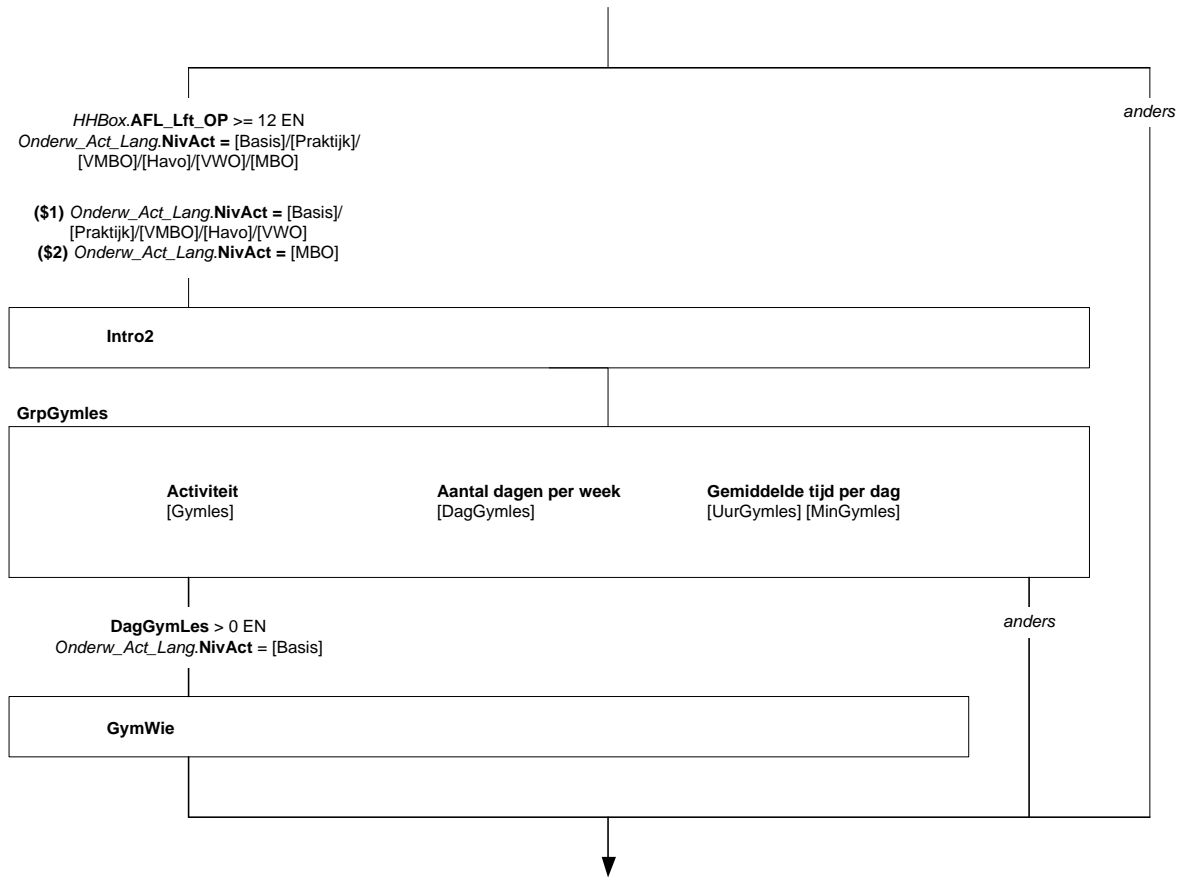 HHBox.AFL_Lft_OP >= 12 EN
Onderw_Act_Lang.NivAct = [Basis]/[Praktijk]/
[VMBO]/[Havo]/[VWO]/[MBO]
anders
($1) Onderw_Act_Lang.NivAct = [Basis]/
[Praktijk]/[VMBO]/[Havo]/[VWO]
($2) Onderw_Act_Lang.NivAct = [MBO]
Intro2
GrpGymles
Activiteit Aantal dagen per week Gemiddelde tijd per dag
[Gymles] [DagGymles] [UurGymles] [MinGymles]
DagGymLes > 0 EN
Onderw_Act_Lang.NivAct = [Basis]
anders
GymWie